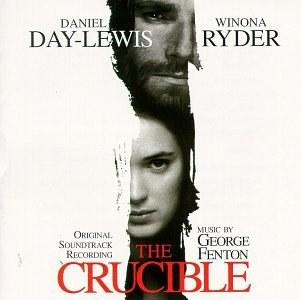 DANIEL
DAY-LEWIS
WINONA
RYDER
ORIGINAL
SOUNDTRACK
RECORDING
MUSIC BY
GEORGE
FENTON
THE
CRUCIBLE